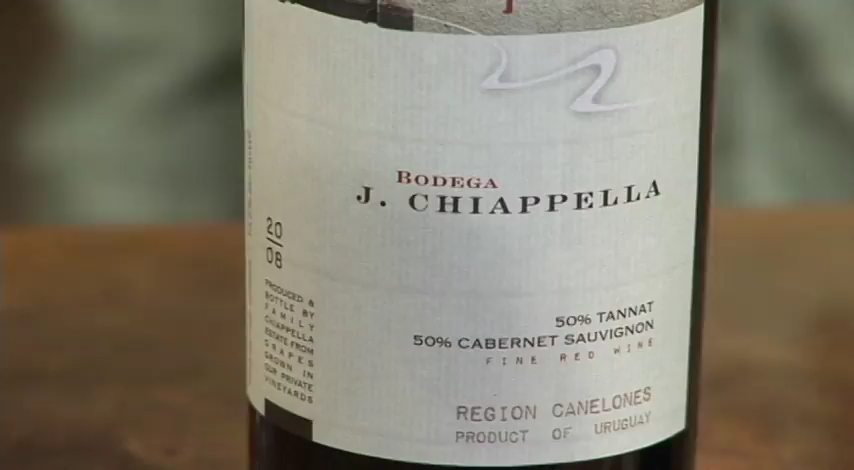 BODEGA
J. CHIAPPELLA
20
08
PRODUCED &
BOTTLE BY
FAMILY
CHIAPPELLA
ESTATE FROM
GRAPES
GROWN IN
OUR PRIVATE
VINEYARDS
50% TANNAT
50% CABERNET SAUVIGNON
FINE RED WINE
REGION CANELONES
PRODUCT OF URUGUAY